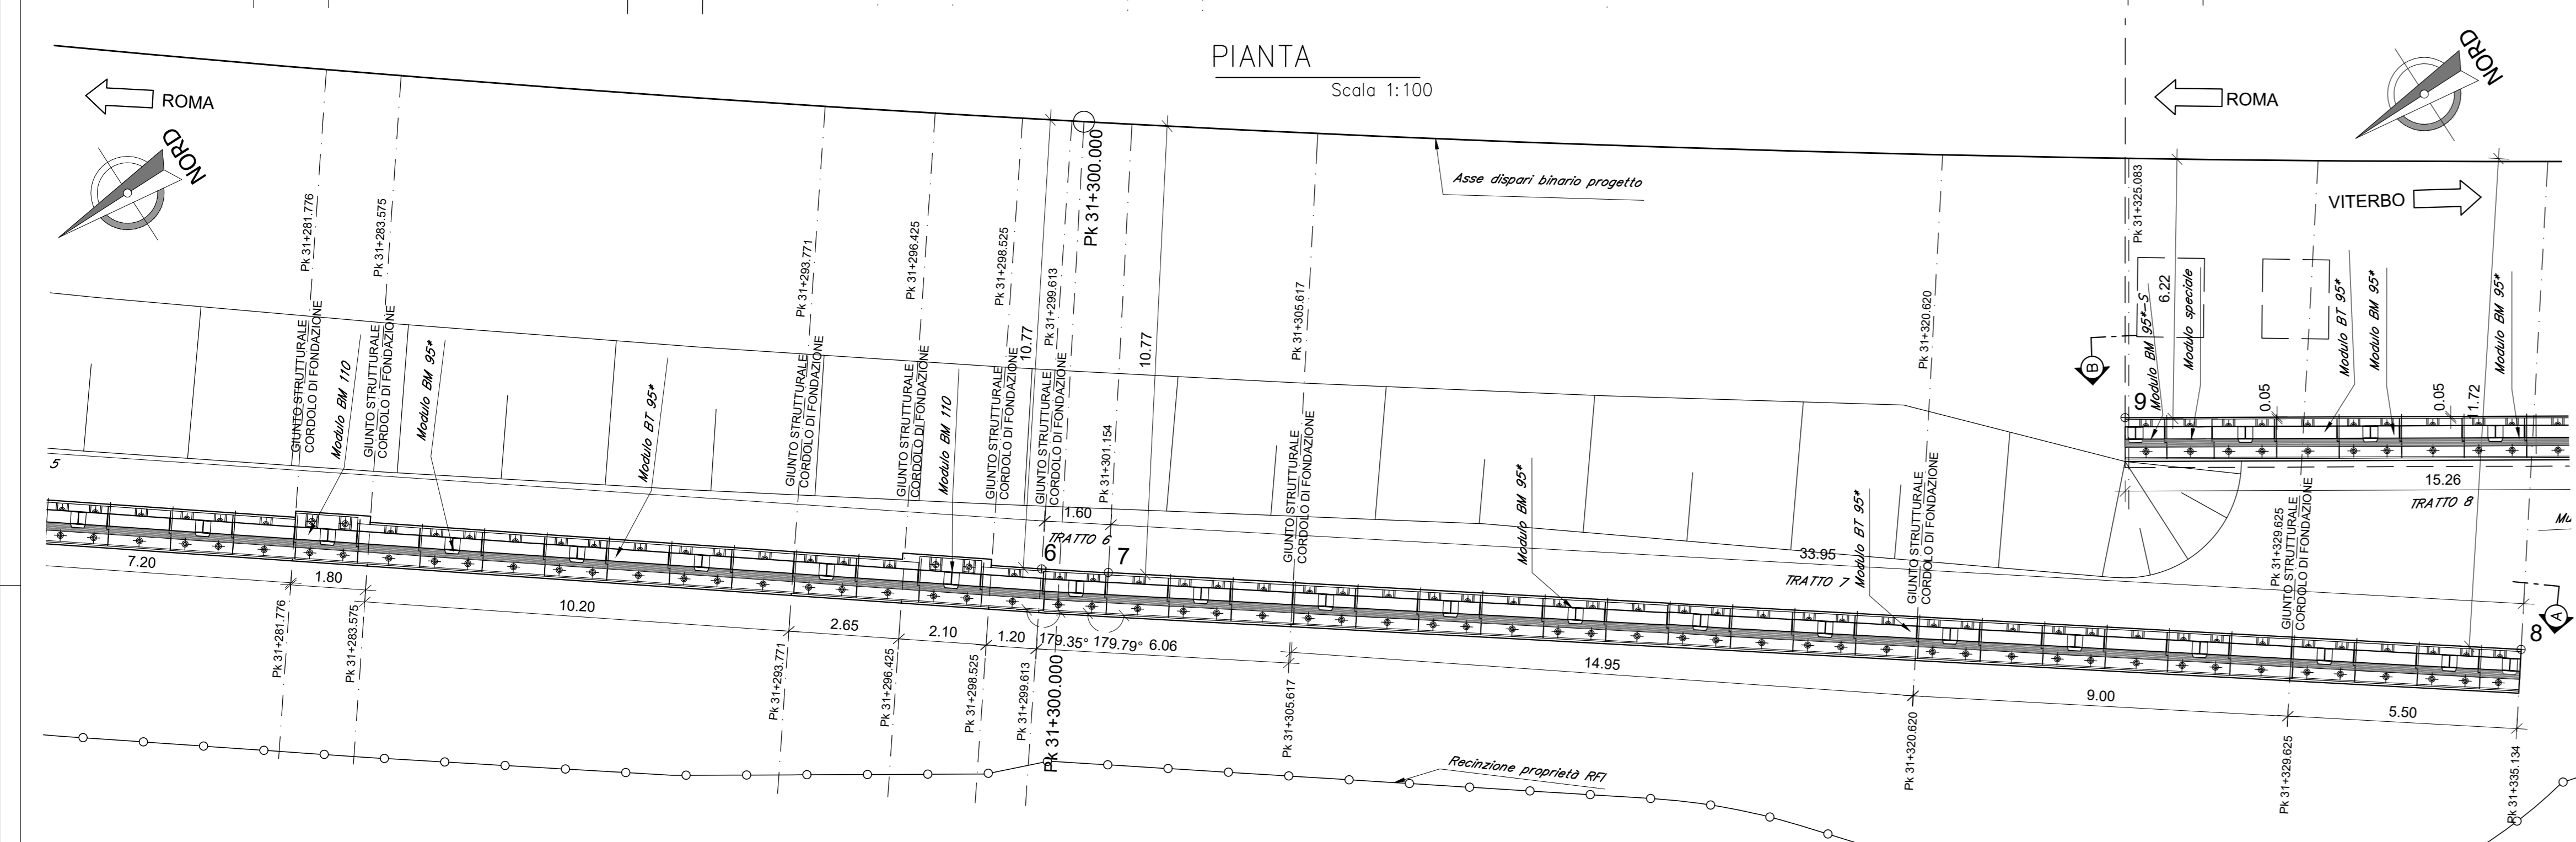 PIANTA
Scala 1:100
ROMA
NORD
ROMA
NORD
VITERBO
Asse dispari binario progetto
Pk 31+281.776
Pk 31+283.575
Pk 31+293.771
Pk 31+296.425
Pk 31+298.525
Pk 31+299.613
Pk 31+300.000
Pk 31+301.154
Pk 31+305.617
Pk 31+320.620
Pk 31+325.083
Pk 31+329.625
10.77
10.77
6.22
11.72
0.05
0.05
GIUNTO STRUTTURALE
CORDOLO DI FONDAZIONE
Modulo BM 110
GIUNTO STRUTTURALE
CORDOLO DI FONDAZIONE
Modulo BM 95*
Modulo BT 95*
GIUNTO STRUTTURALE
CORDOLO DI FONDAZIONE
GIUNTO STRUTTURALE
CORDOLO DI FONDAZIONE
Modulo BM 110
GIUNTO STRUTTURALE
CORDOLO DI FONDAZIONE
GIUNTO STRUTTURALE
CORDOLO DI FONDAZIONE
GIUNTO STRUTTURALE
CORDOLO DI FONDAZIONE
Modulo BM 95*
Modulo BT 95*
GIUNTO STRUTTURALE
CORDOLO DI FONDAZIONE
B
9
Modulo BM 95*-S
Modulo speciale
Modulo BT 95*
Modulo BM 95*
Modulo BM 95*
15.26
TRATTO 8
GIUNTO STRUTTURALE
CORDOLO DI FONDAZIONE
5
1.60
TRATTO 6
6
7
33.95
TRATTO 7
A
8
7.20
1.80
10.20
2.65
2.10
1.20
179.35°
179.79°
6.06
14.95
9.00
5.50
Pk 31+281.776
Pk 31+283.575
Pk 31+293.771
Pk 31+296.425
Pk 31+298.525
Pk 31+299.613
Pk 31+300.000
Pk 31+305.617
Pk 31+320.620
Pk 31+329.625
Pk 31+335.134
Recinzione proprietà RFI